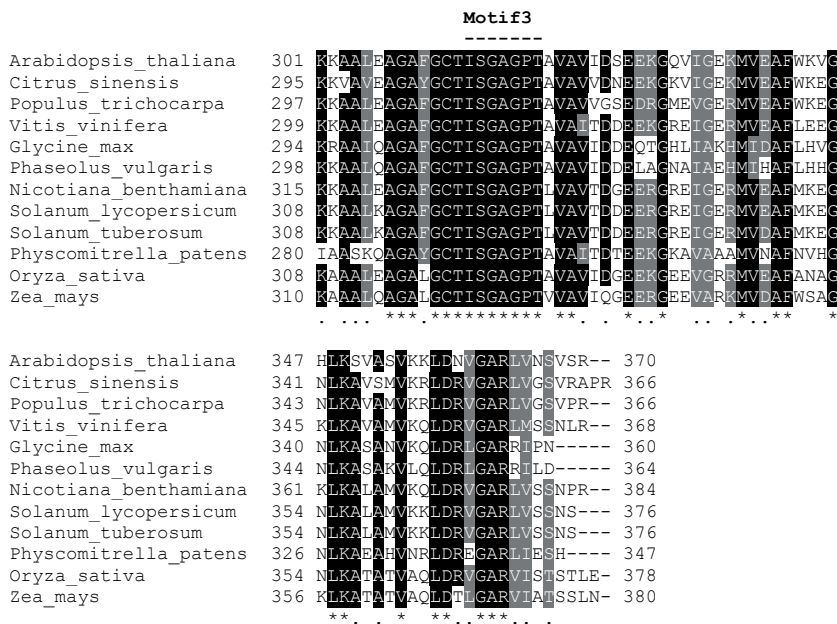 Motif3
-------
Arabidopsis_thaliana 301 KKAALEAGAFGCTISGAGPTAVAVIDSEEKGQVIGEKMVEAFWKVG
Citrus_sinensis 295 KKVAVEAGAYGCTISGAGPTAVAVVDNEEKGKVIGEKMVEAFWKEG
Populus_trichocarpa 297 KKAALEAGAFGCTISGAGPTAVAVVGSEDRGMEVGERMVEAFWKEG
Vitis_vinifera 299 KKAALEAGAFGCTISGAGPTAVAITDDEEKGREIGERMVEAFLEEG
Glycine_max 294 KRAAIQAGAFGCTISGAGPTAVAVIDDEQTGHLIAKHMIDAFLHVG
Phaseolus_vulgaris 298 KKAALQAGAFGCTISGAGPTAVAVIDDELAGNAIAEHMIHAFLHHG
Nicotiana_benthamiana 315 KKALEAGAFGCTISGAGPTLVAVTDGEERGREIGERMVEAFMKEG
Solanum_lycopersicum 308 KKAALKAGAFGCTISGAGPTLVAVTDDEERGREIGERMVEAFMKEG
Solanum_tuberosum 308 KKAALKAGAFGCTISGAGPTLVAVTDDEEKGREIGERMVEAFMKEG
Physcomitrella_patens 280 IAASKQAGAYGCTISGAGPTAVAITDTEEKGKAVAAAMVNAFNVHG
Oryza_sativa 308 KAAALEAGALGCTISGAGPTAVAVIDGEEKGEEVGRRMVEAFANAG
Zea_mays 310 KAAALQAGALGCTISGAGPTVVAVIQGEERGEEVARKMVDAFWSAG
. ... ***.********** **. . *..* .. . *..** *
Arabidopsis_thaliana 347 HLKSVASVKKLDNVGARLVNSVSR-- 370
Citrus_sinensis 341 NLKAVSMVKRLDRVGARLVGSVRAPR 366
Populus_trichocarpa 343 NLKAVAMVKRLDRVGARLVGSVPR-- 366
Vitis_vinifera 345 KLKAVAMVKQLDRVGARLMSSNLR-- 368
Glycine_max 340 NLKASANVKQLDRLGARRIPN----- 360
Phaseolus_vulgaris 344 NLKASAKVLQLDRLGARRILD----- 364
Nicotiana_benthamiana 361 KLKALAMVKQLDRVGARLVSSNPR-- 384
Solanum_lycopersicum 354 NLKALAMVKKLDRVGARLVSSNS--- 376
Solanum_tuberosum 354 NLKALAMVKKLDRVGARLVSSNS--- 376
Physcomitrella_patens 326 NLKAEAHVNRLDREGARLIESH---- 347
Oryza_sativa 354 NLKATATVAQLDRVGARVISTSTLE- 378
Zea_mays 356 KLKATATVAQLDTLGARVIATSSLN- 380
**. . * **..***.. .